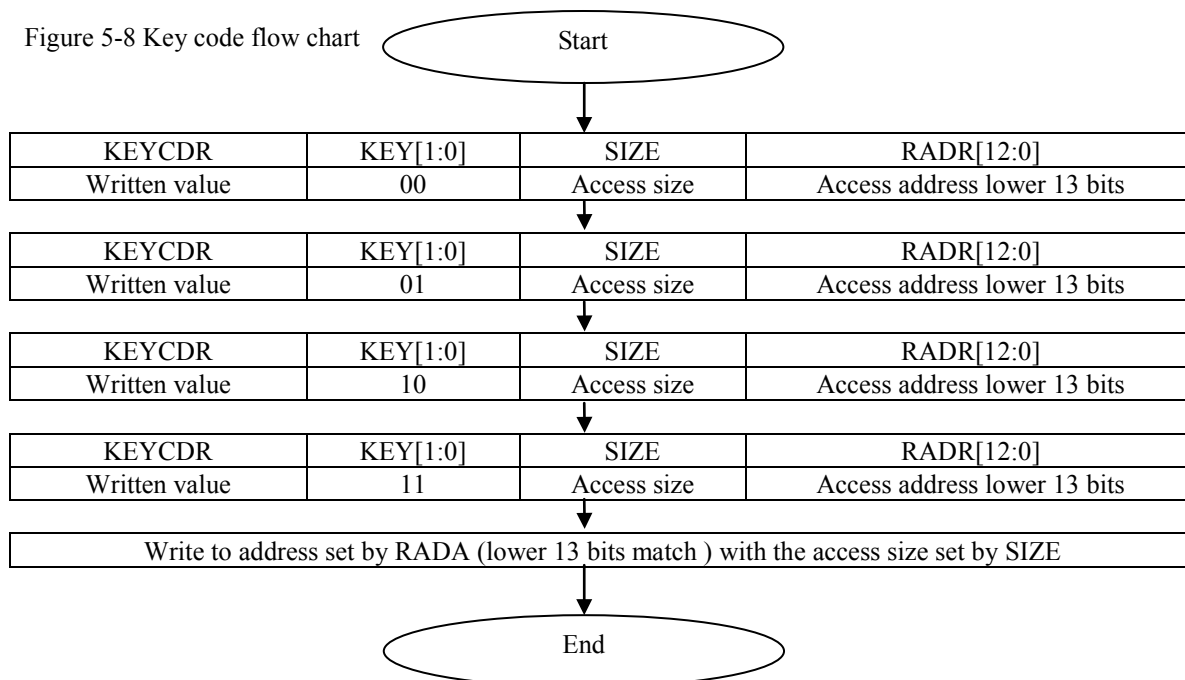 Figure 5-8 Key code flow chart
Start
KEYCDR KEY[1:0] SIZE RADR[12:0]
Written value 00 Access size Access address lower 13 bits
KEYCDR KEY[1:0] SIZE RADR[12:0]
Written value 01 Access size Access address lower 13 bits
KEYCDR KEY[1:0] SIZE RADR[12:0]
Written value 10 Access size Access address lower 13 bits
KEYCDR KEY[1:0] SIZE RADR[12:0]
Written value 11 Access size Access address lower 13 bits
Write to address set by RADA (lower 13 bits match ) with the access size set by SIZE
End